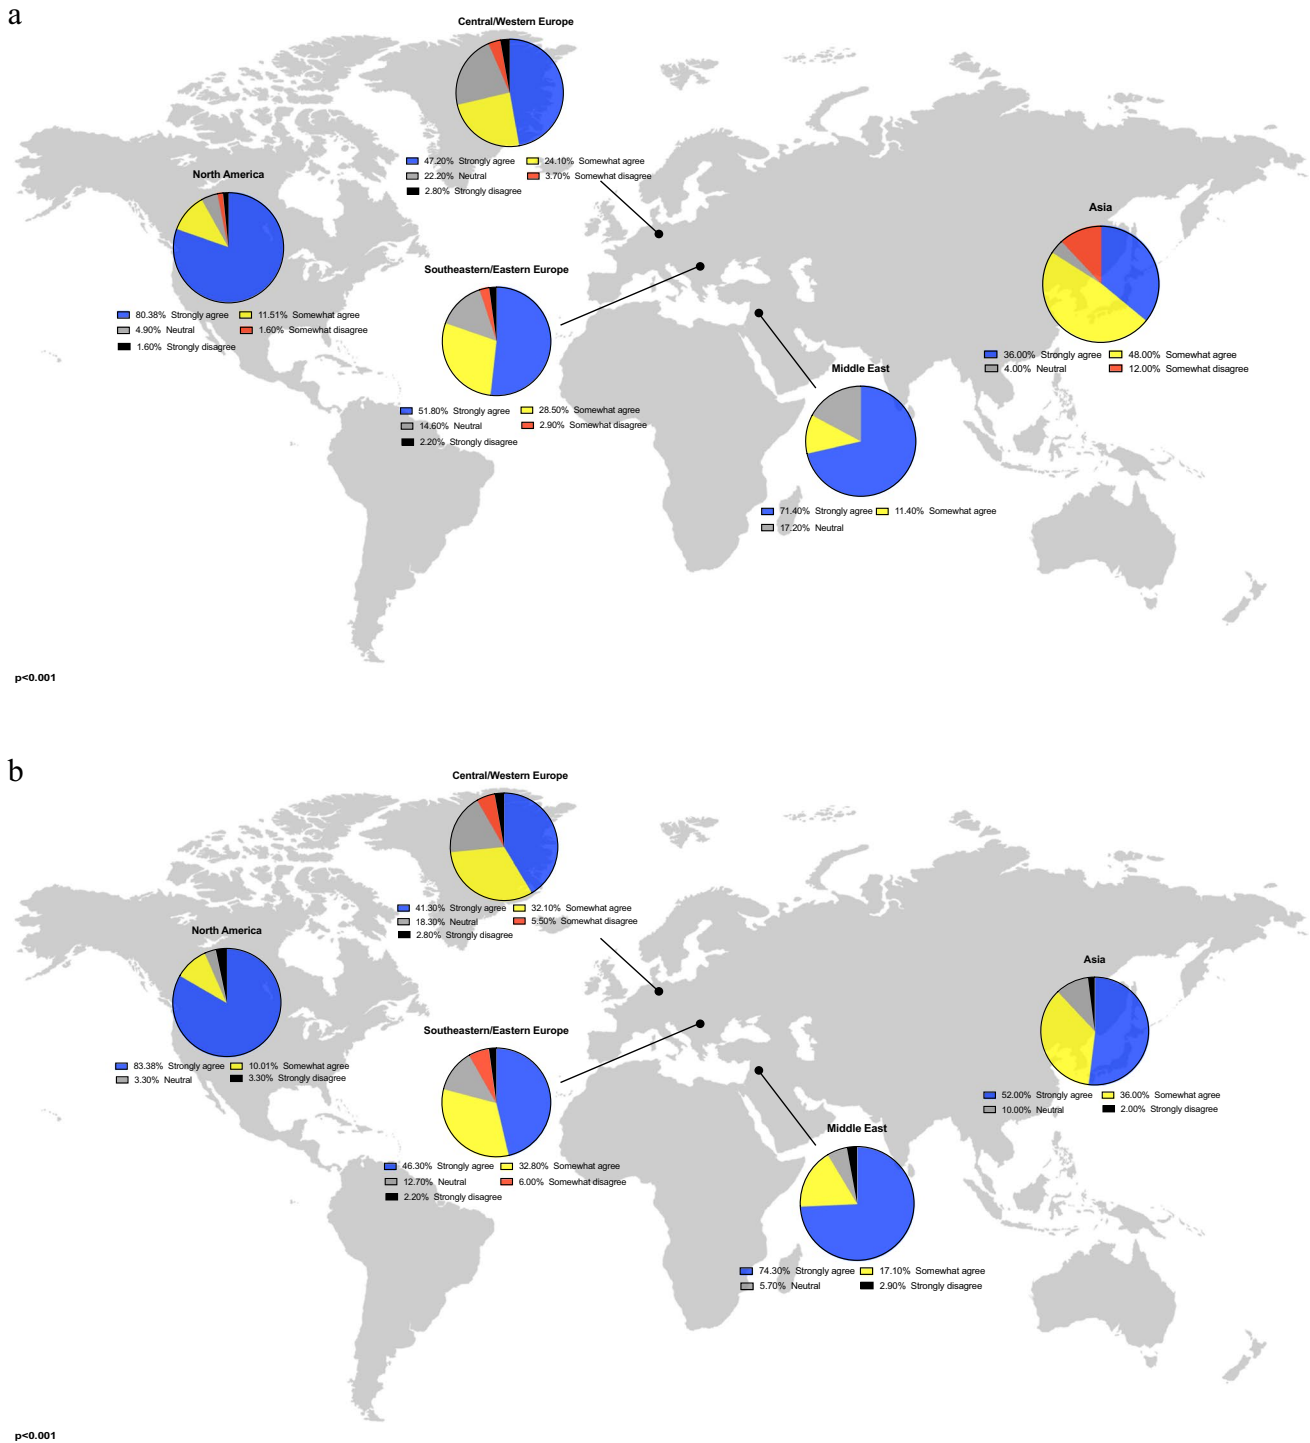 a
Central/Western Europe
47.20% Strongly agree 24.10% Somewhat agree
22.20% Neutral 3.70% Somewhat disagree
2.80% Strongly disagree
North America
80.38% Strongly agree 11.51% Somewhat agree
4.90% Neutral 1.60% Somewhat disagree
1.60% Strongly disagree
Asia
36.00% Strongly agree 48.00% Somewhat agree
4.00% Neutral 12.00% Somewhat disagree
Southeastern/Eastern Europe
51.80% Strongly agree 28.50% Somewhat agree
14.60% Neutral 2.90% Somewhat disagree
2.20% Strongly disagree
Middle East
71.40% Strongly agree 11.40% Somewhat agree
17.20% Neutral
p<0.001
b
Central/Western Europe
41.30% Strongly agree 32.10% Somewhat agree
18.30% Neutral 5.50% Somewhat disagree
2.80% Strongly disagree
North America
83.38% Strongly agree 10.01% Somewhat agree
3.30% Neutral 3.30% Strongly disagree
Asia
52.00% Strongly agree 36.00% Somewhat agree
10.00% Neutral 2.00% Strongly disagree
Southeastern/Eastern Europe
46.30% Strongly agree 32.80% Somewhat agree
12.70% Neutral 6.00% Somewhat disagree
2.20% Strongly disagree
Middle East
74.30% Strongly agree 17.10% Somewhat agree
5.70% Neutral 2.90% Strongly disagree
p<0.001